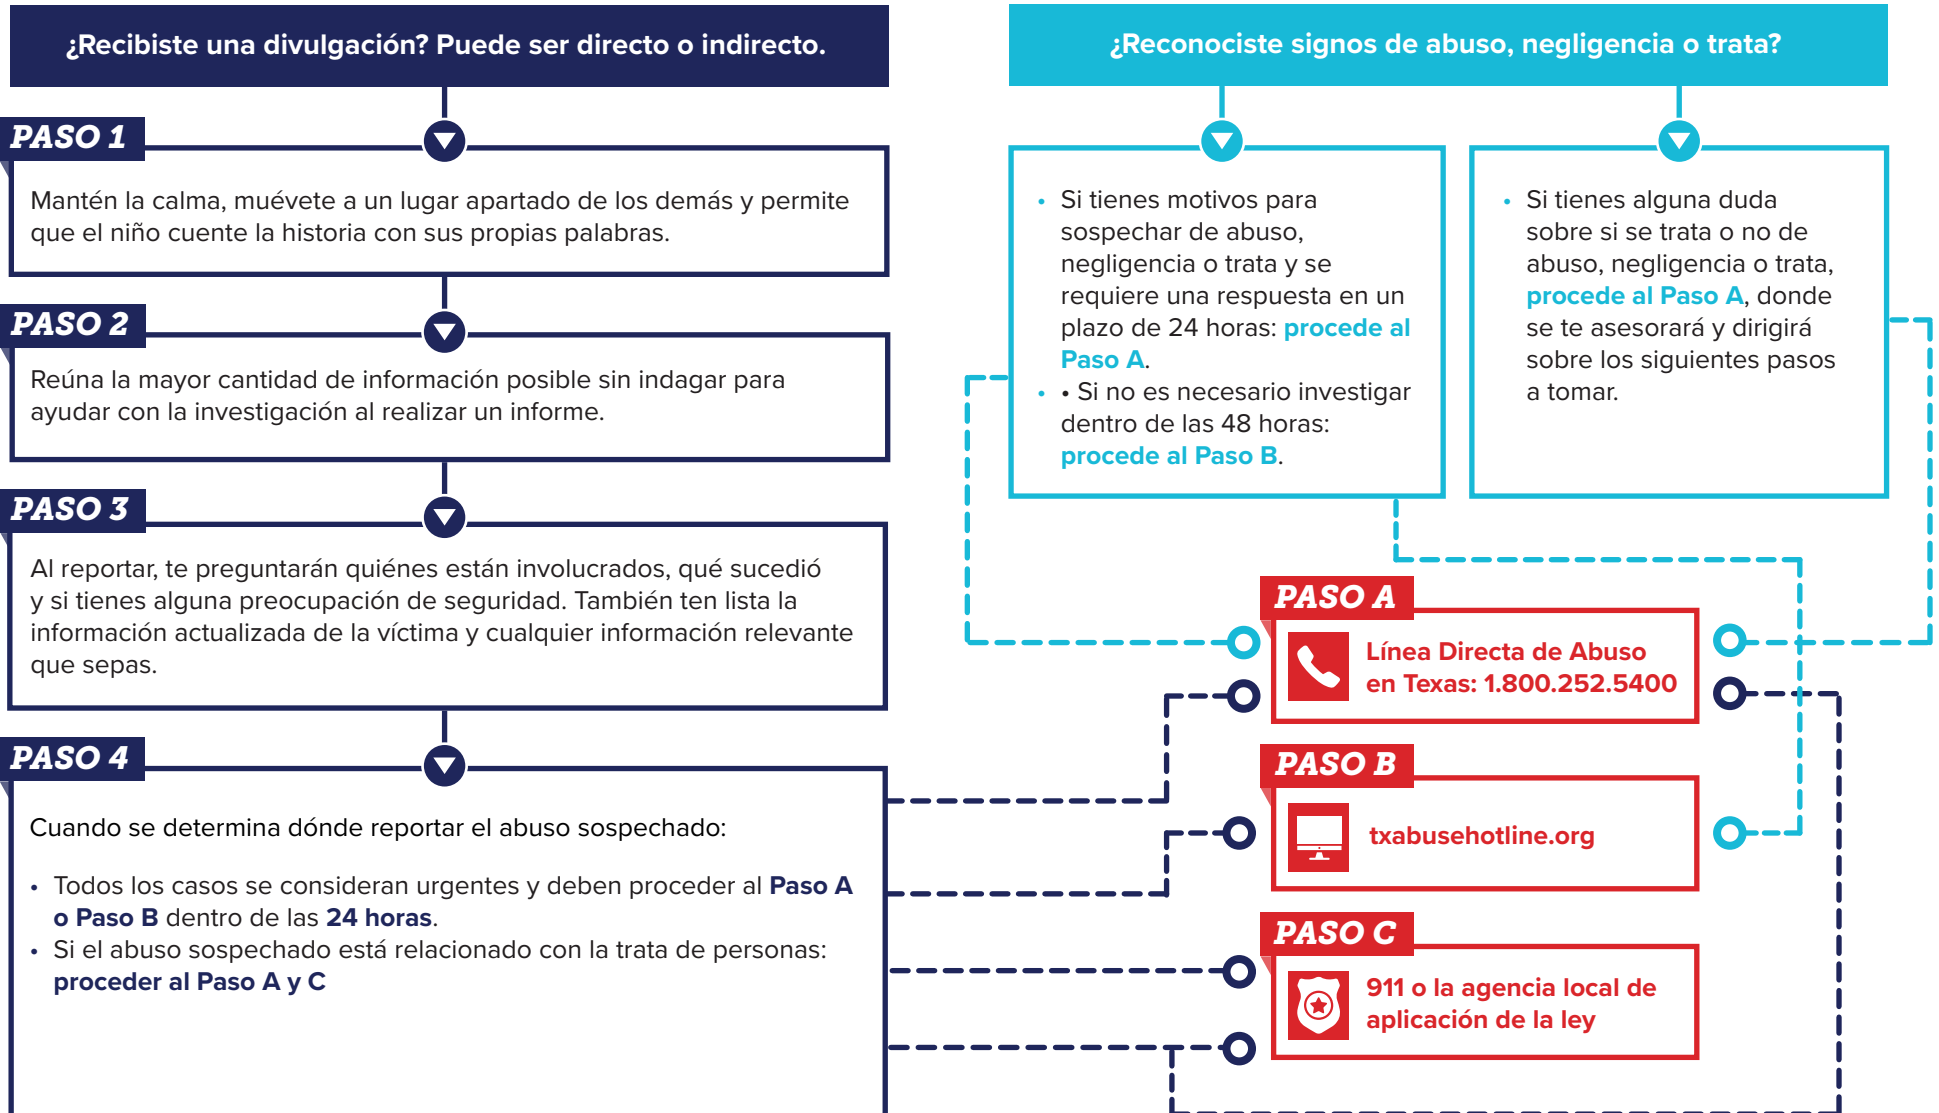 ¿Recibiste una divulgación? Puede ser directo o indirecto.
PASO 1
Mantén la calma, muévete a un lugar apartado de los demás y permite
que el niño cuente la historia con sus propias palabras.
PASO 2
Reúna la mayor cantidad de información posible sin indagar para
ayudar con la investigación al realizar un informe.
PASO 3
Al reportar, te preguntarán quiénes están involucrados, qué sucedió
y si tienes alguna preocupación de seguridad. También ten lista la
información actualizada de la víctima y cualquier información relevante
que sepas.
PASO 4
Cuando se determina dónde reportar el abuso sospechado:
• Todos los casos se consideran urgentes y deben proceder al Paso A
o Paso B dentro de las 24 horas.
• Si el abuso sospechado está relacionado con la trata de personas:
proceder al Paso A y C
¿Reconociste signos de abuso, negligencia o trata?
• Si tienes motivos para
sospechar de abuso,
negligencia o trata y se
requiere una respuesta en un
plazo de 24 horas: procede al
Paso A.
• • Si no es necesario investigar
dentro de las 48 horas:
procede al Paso B.
• Si tienes alguna duda
sobre si se trata o no de
abuso, negligencia o trata,
procede al Paso A, donde
se te asesorará y dirigirá
sobre los siguientes pasos
a tomar.
PASO A
Línea Directa de Abuso
en Texas: 1.800.252.5400
PASO B
txabusehotline.org
PASO C
911 o la agencia local de
aplicación de la ley